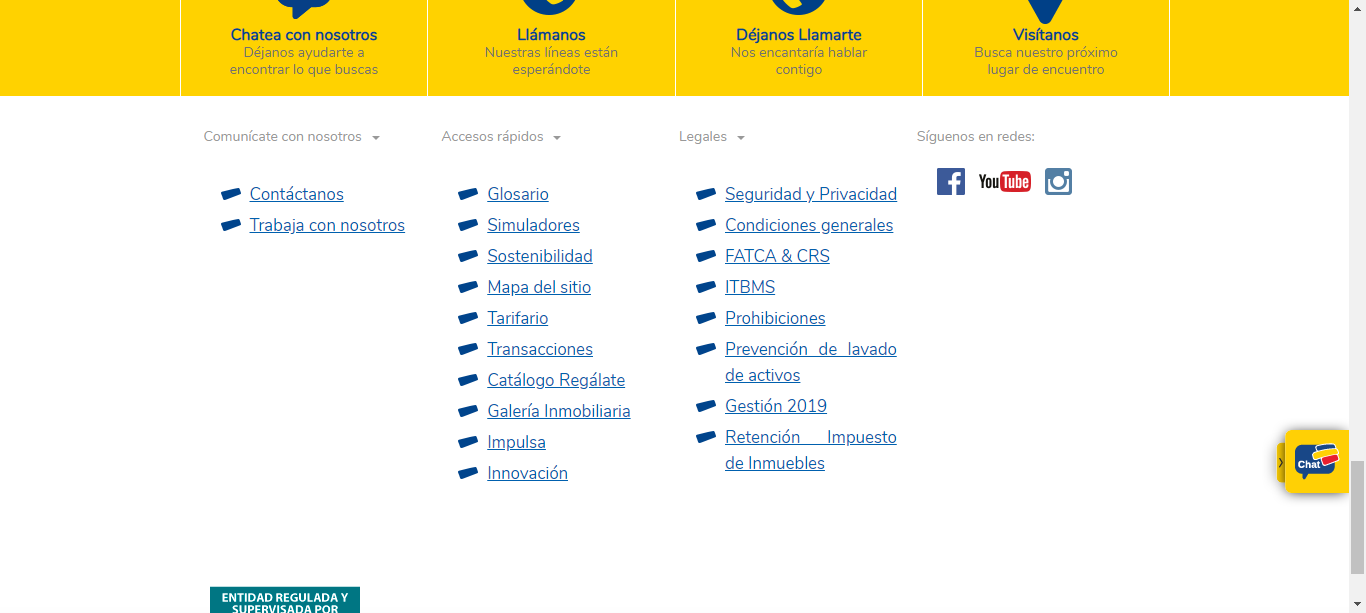 Chatea con nosotros
Déjanos ayudarte a
encontrar lo que buscas
Llámanos
Nuestras líneas están
esperándote
Déjanos Llamarte
Nos encantaría hablar
contigo
Visítanos
Busca nuestro próximo
lugar de encuentro
Comunícate con nosotros
Contáctanos
Trabaja con nosotros
Accesos rápidos
Glosario
Simuladores
Sostenibilidad
Mapa del sitio
Tarifario
Transacciones
Catálogo Regálate
Galería Inmobiliaria
Impulsa
Innovación
Legales
Seguridad y Privacidad
Condiciones generales
FATCA & CRS
ITBMS
Prohibiciones
Prevención de lavado
de activos
Gestión 2019
Retención Impuesto
de Inmuebles
Síguenos en redes:
YouTube
Chat
ENTIDAD REGULADA Y
SUPERVISADA POR